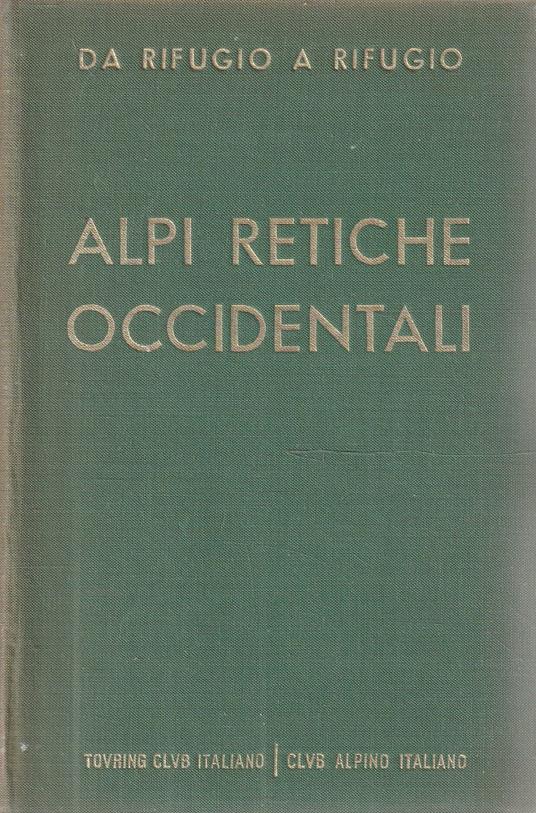 DA RIFUGIO A RIFUGIO
ALPI RETICHE
OCCIDENTALI
TOVRING CLVB ITALIANO | CLVB ALPINO ITALIANO